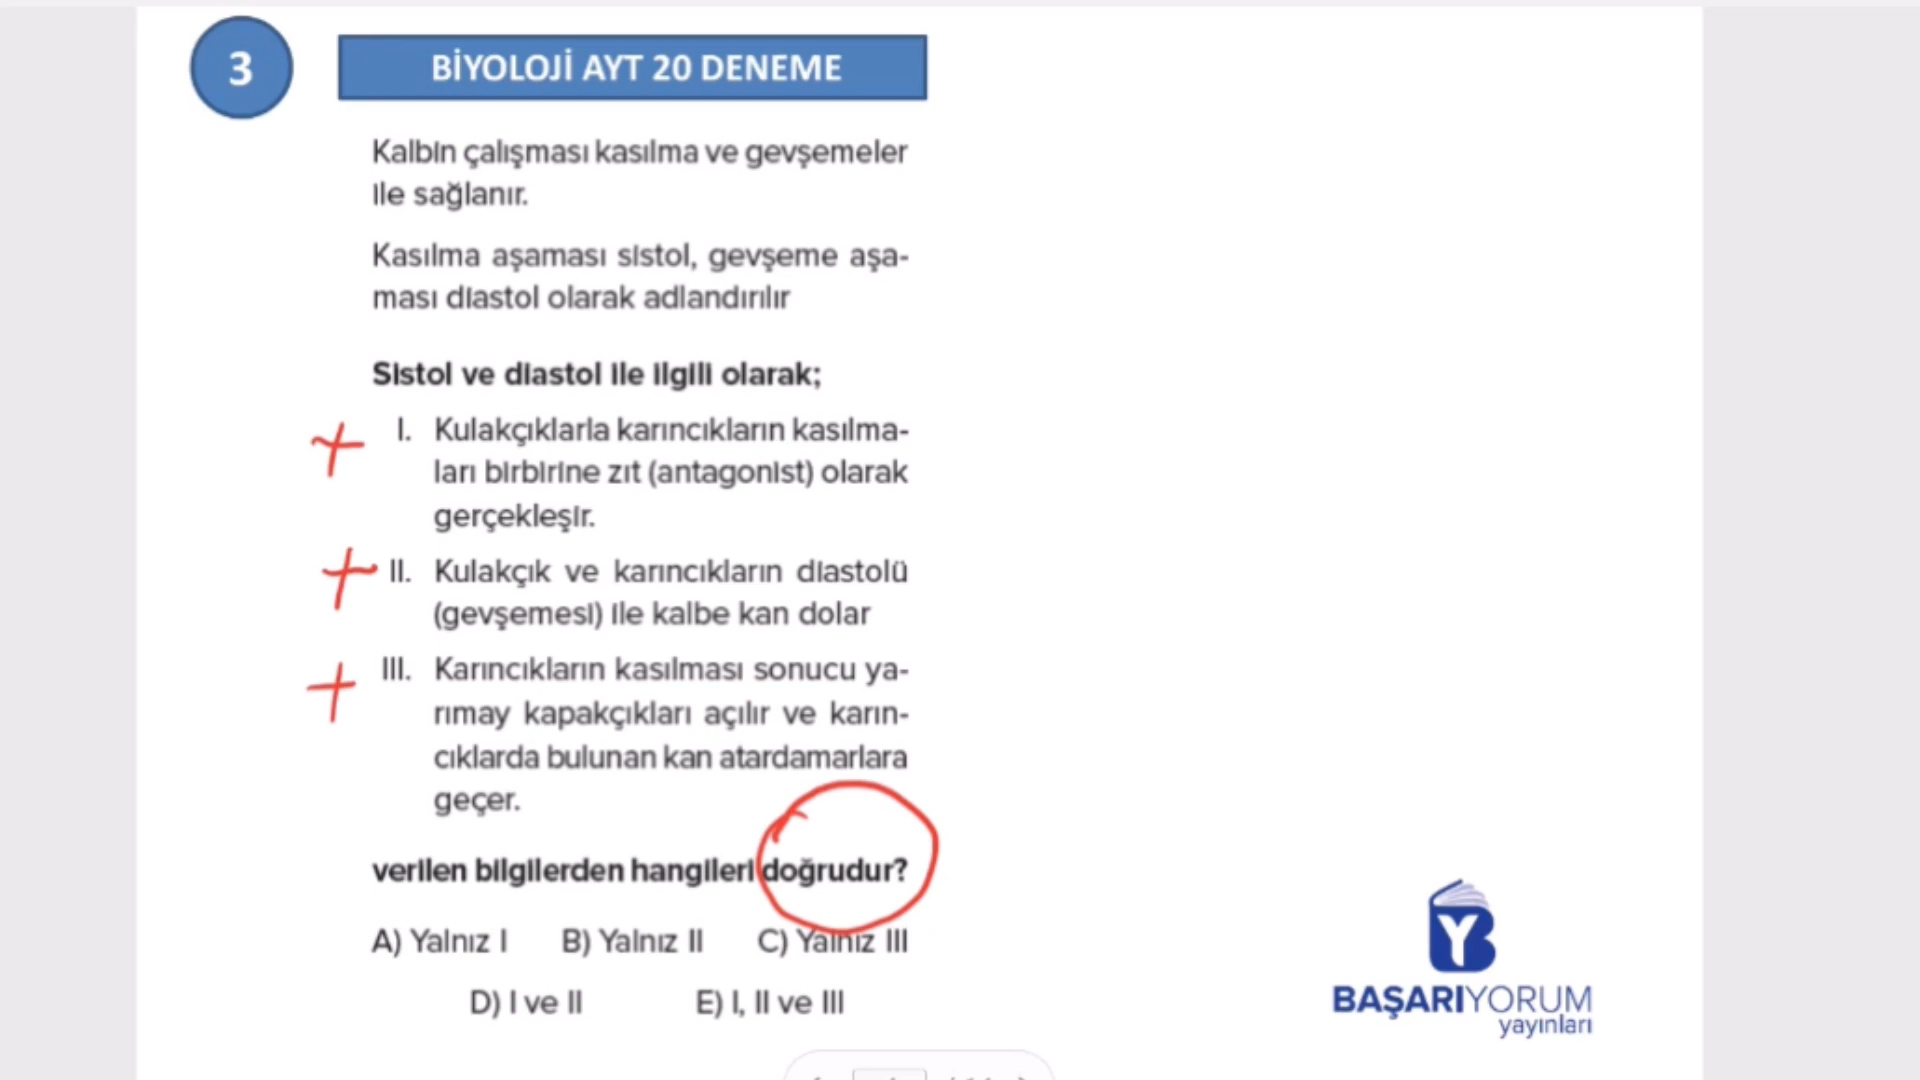 3
BİYOLOJİ AYT 20 DENEME
Kalbin çalışması kasılma ve gevşemeler
ile sağlanır.
Kasılma aşaması sistol, gevşeme aşa-
ması diastol olarak adlandırılır
Sistol ve diastol ile ilgili olarak;
I. Kulakçıklarla karıncıkların kasılma-
ları birbirine zıt (antagonist) olarak
gerçekleşir.
II. Kulakçık ve karıncıkların diastolü
(gevşemesi) ile kalbe kan dolar
III. Karıncıkların kasılması sonucu ya-
rımay kapakçıkları açılır ve karın-
cıklarda bulunan kan atardamarlara
geçer.
verilen bilgilerden hangileri doğrudur?
A) Yalnız I B) Yalnız II C) Yalnız III
D) I ve II E) I, II ve III
BAŞARIYORUM
yayınları